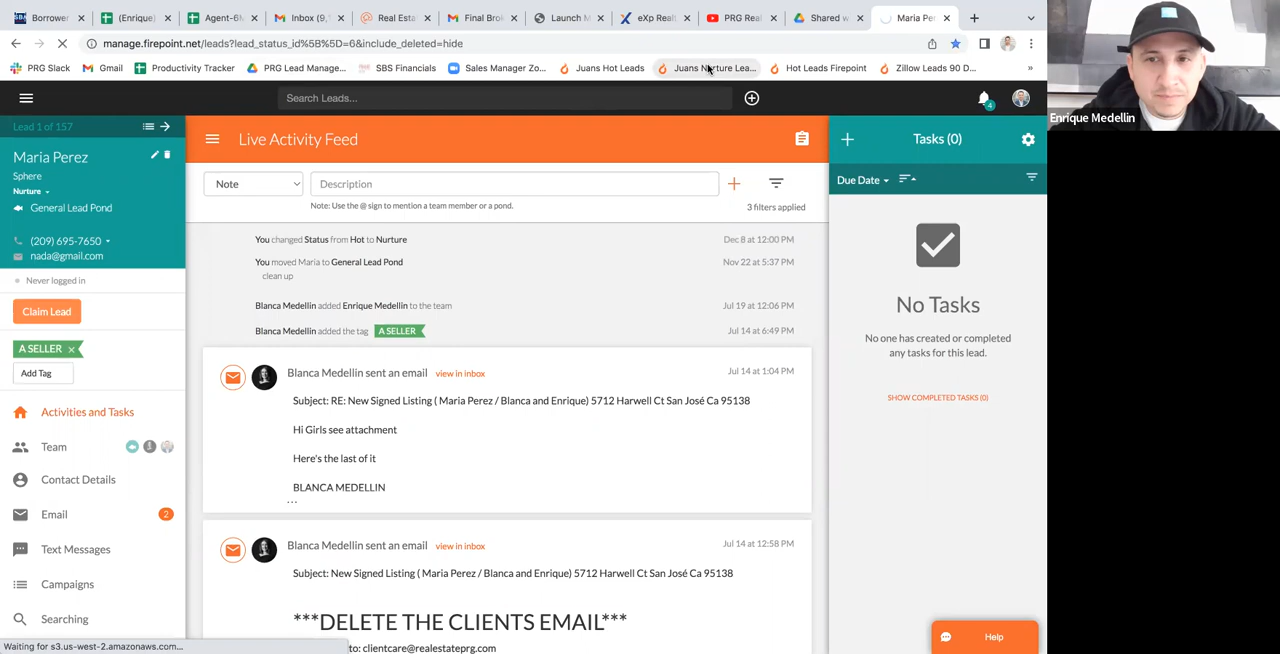 Borrower
(Enrique)
Agent-6M
Inbox (9,
Real Esta
Final Brok
Launch M
eXp Realt
PRG Real
Shared w
Maria Per
manage.firepoint.net/leads?lead_status_id%5B%5D=6&include_deleted=hide
PRG Slack
Gmail
Productivity Tracker
PRG Lead Manage...
SBS Financials
Sales Manager Zo...
Juans Hot Leads
Juans Nurture Lea...
Hot Leads Firepoint
Zillow Leads 90 D...
»
Search Leads...
4
Enrique Medellin
Lead 1 of 157
Maria Perez
Sphere
Nurture
General Lead Pond
(209) 695-7650
nada@gmail.com
Never logged in
Claim Lead
A SELLER ×
Add Tag
Activities and Tasks
Team
Contact Details
Email 2
Text Messages
Campaigns
Searching
Waiting for s3.us-west-2.amazonaws.com...
Live Activity Feed
Note
Description
Note: Use the @ sign to mention a team member or a pond.
3 filters applied
You changed Status from Hot to Nurture Dec 8 at 12:00 PM
You moved Maria to General Lead Pond Nov 22 at 5:37 PM
clean up
Blanca Medellin added Enrique Medellin to the team Jul 19 at 12:06 PM
Blanca Medellin added the tag A SELLER Jul 14 at 6:49 PM
Blanca Medellin sent an email view in inbox Jul 14 at 1:04 PM
Subject: RE: New Signed Listing ( Maria Perez / Blanca and Enrique) 5712 Harwell Ct San José Ca 95138
Hi Girls see attachment
Here's the last of it
BLANCA MEDELLIN
...
Blanca Medellin sent an email view in inbox Jul 14 at 12:58 PM
Subject: New Signed Listing ( Maria Perez / Blanca and Enrique) 5712 Harwell Ct San José Ca 95138
***DELETE THE CLIENTS EMAIL***
to: clientcare@realestateprg.com
Tasks (0)
Due Date
No Tasks
No one has created or completed
any tasks for this lead.
SHOW COMPLETED TASKS (0)
Help